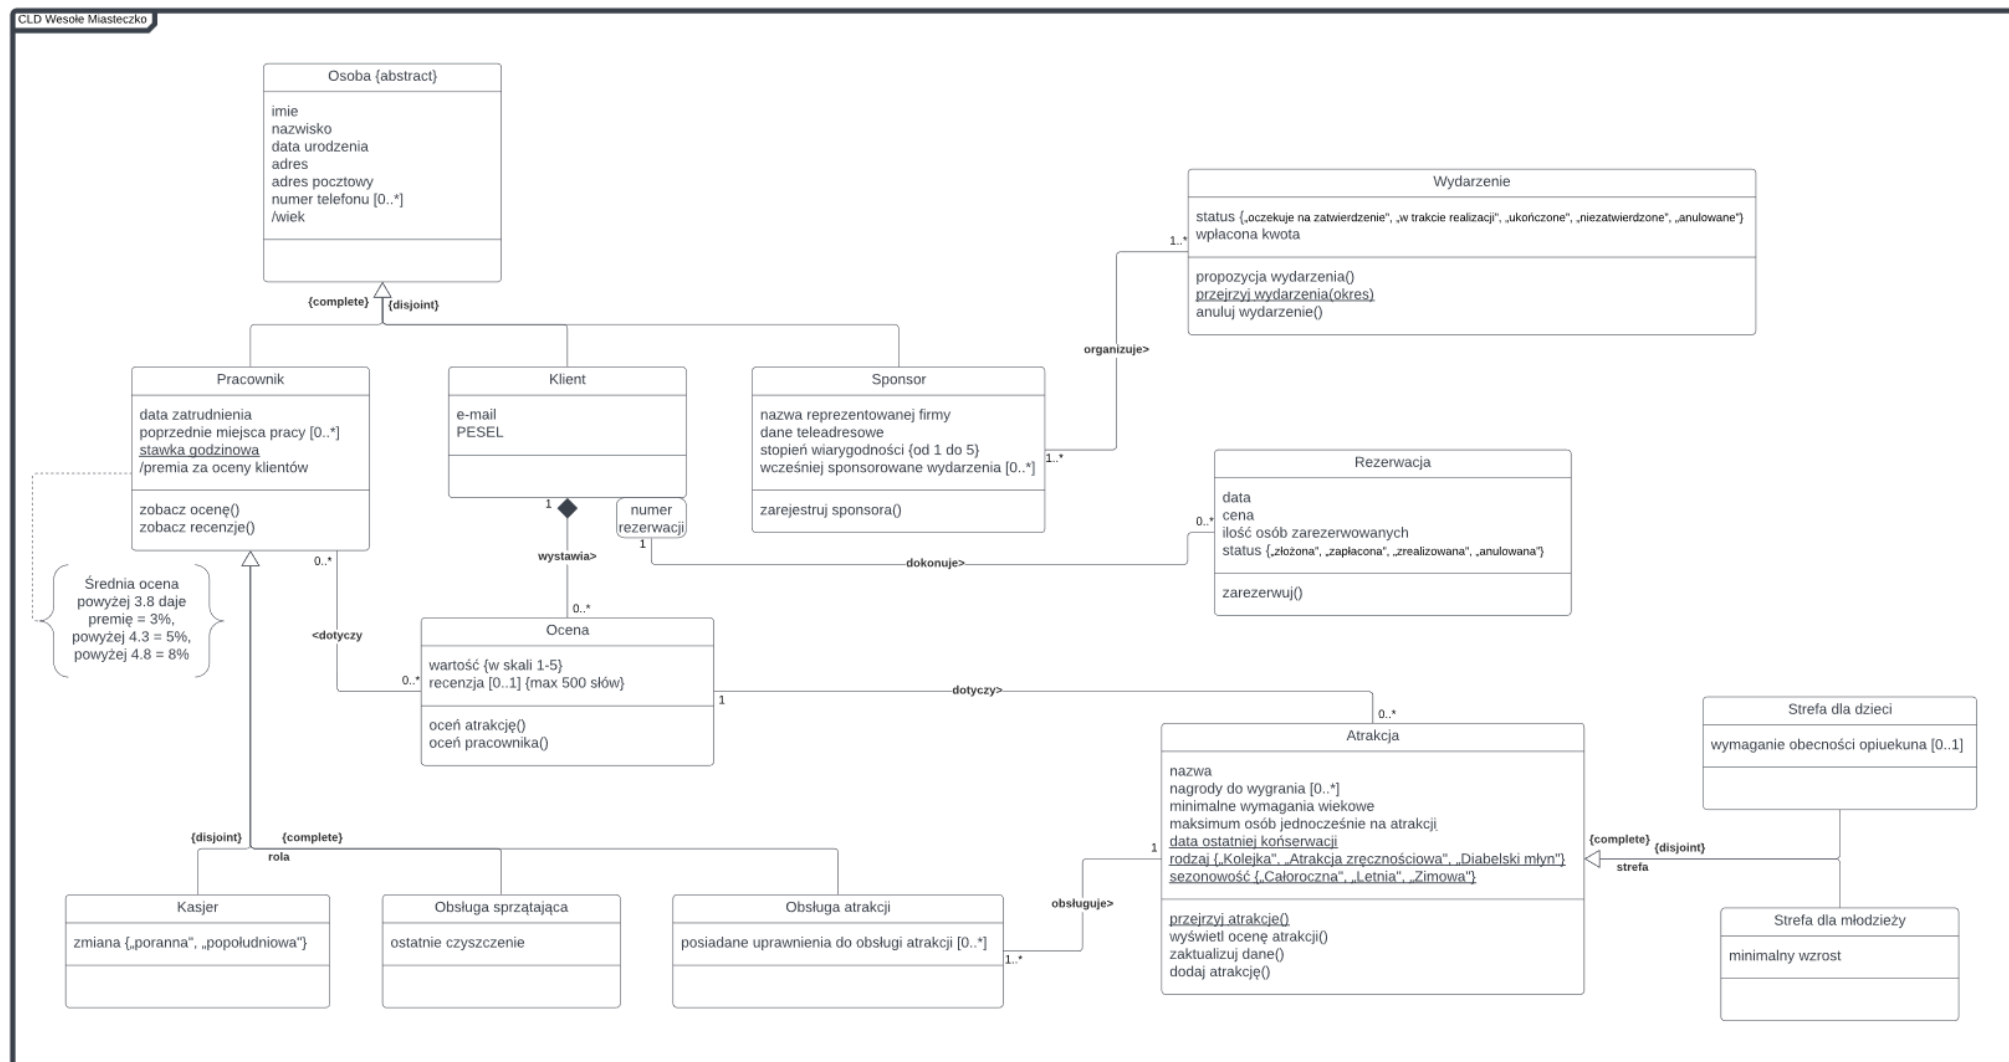 CLD Wesołe Miasteczko
Osoba {abstract}
imie
nazwisko
data urodzenia
adres
adres pocztowy
numer telefonu [0..*]
/wiek
{complete}
{disjoint}
Wydarzenie
status {„oczekuje na zatwierdzenie”, „w trakcie realizacji”, „ukończone”, „niezatwierdzone”, „anulowane”}
wpłacona kwota
propozycja wydarzenia()
przejrzyj wydarzenia(okres)
anuluj wydarzenie()
1..*
organizuje>
1..*
Pracownik
data zatrudnienia
poprzednie miejsca pracy [0..*]
stawka godzinowa
/premia za oceny klientów
zobacz ocenę()
zobacz recenzje()
Klient
e-mail
PESEL
Sponsor
nazwa reprezentowanej firmy
dane teleadresowe
stopień wiarygodności {od 1 do 5}
wcześniej sponsorowane wydarzenia [0..*]
zarejestruj sponsora()
Rezerwacja
data
cena
ilość osób zarezerwowanych
status {„złożona”, „zapłacona”, „zrealizowana”, „anulowana”}
zarezerwuj()
numer
rezerwacji
1
dokonuje>
0..*
1
wystawia>
0..*
Średnia ocena
powyżej 3.8 daje
premię = 3%,
powyżej 4.3 = 5%,
powyżej 4.8 = 8%
0..*
<dotyczy
0..*
Ocena
wartość {w skali 1-5}
recenzja [0..1] {max 500 słów}
oceń atrakcję()
oceń pracownika()
1
dotyczy>
0..*
Atrakcja
nazwa
nagrody do wygrania [0..*]
minimalne wymagania wiekowe
maksimum osób jednocześnie na atrakcji
data ostatniej końserwacji
rodzaj {„Kolejka”, „Atrakcja zręcznościowa”, „Diabelski młyn”}
sezonowość {„Całoroczna”, „Letnia”, „Zimowa”}
przejrzyj atrakcję()
wyświetl ocenę atrakcji()
zaktualizuj dane()
dodaj atrakcję()
Strefa dla dzieci
wymaganie obecności opiuekuna [0..1]
{complete}
{disjoint}
strefa
Strefa dla młodzieży
minimalny wzrost
{disjoint}
{complete}
rola
Kasjer
zmiana {„poranna”, „popołudniowa”}
Obsługa sprzątająca
ostatnie czyszczenie
Obsługa atrakcji
posiadane uprawnienia do obsługi atrakcji [0..*]
1
obsługuje>
1..*